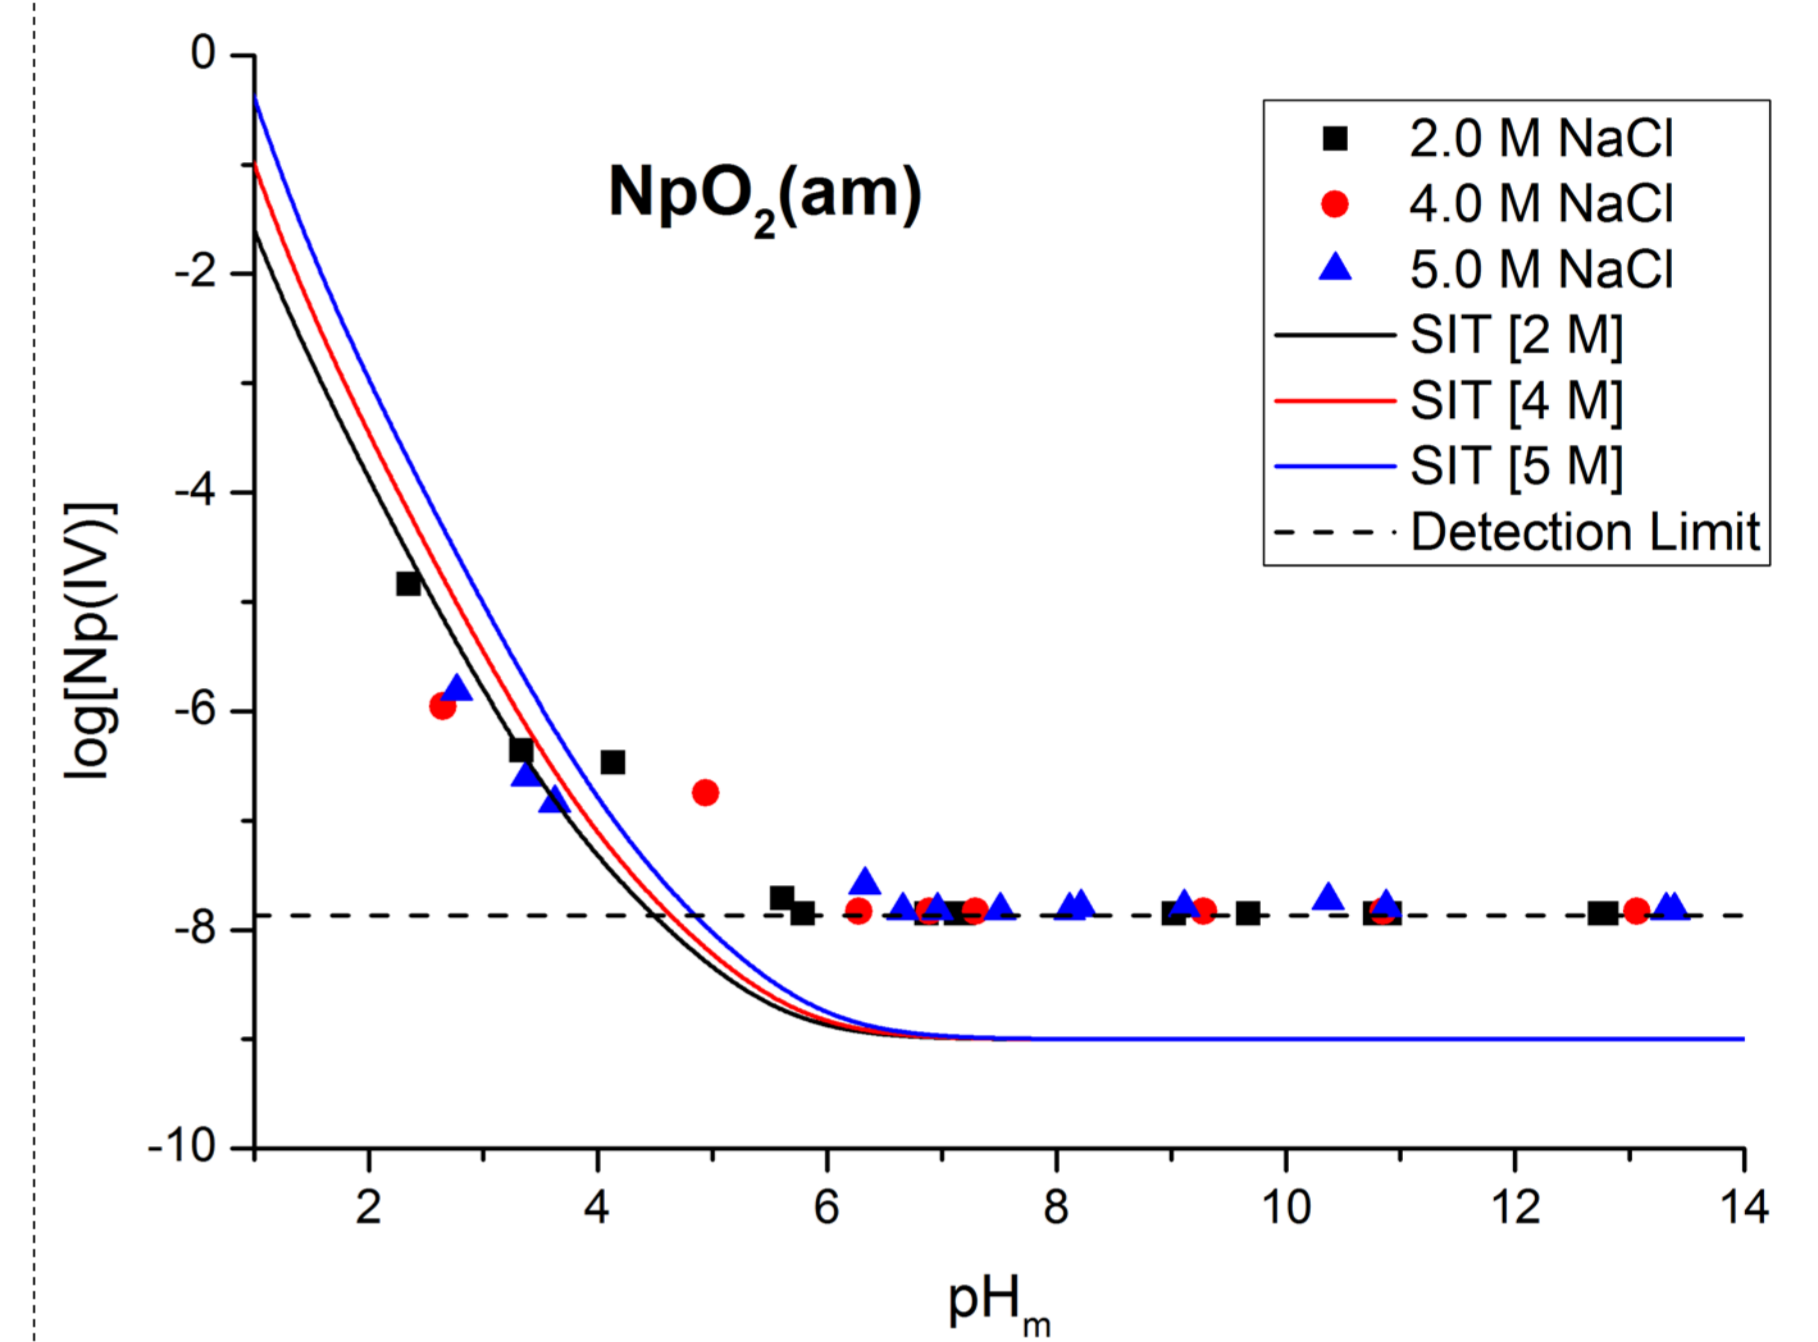 0
-2
-4
-6
-8
-10
log[Np(IV)]
NpO₂(am)
2.0 M NaCl
4.0 M NaCl
5.0 M NaCl
SIT [2 M]
SIT [4 M]
SIT [5 M]
Detection Limit
2 4 6 8 10 12 14
pHₘ